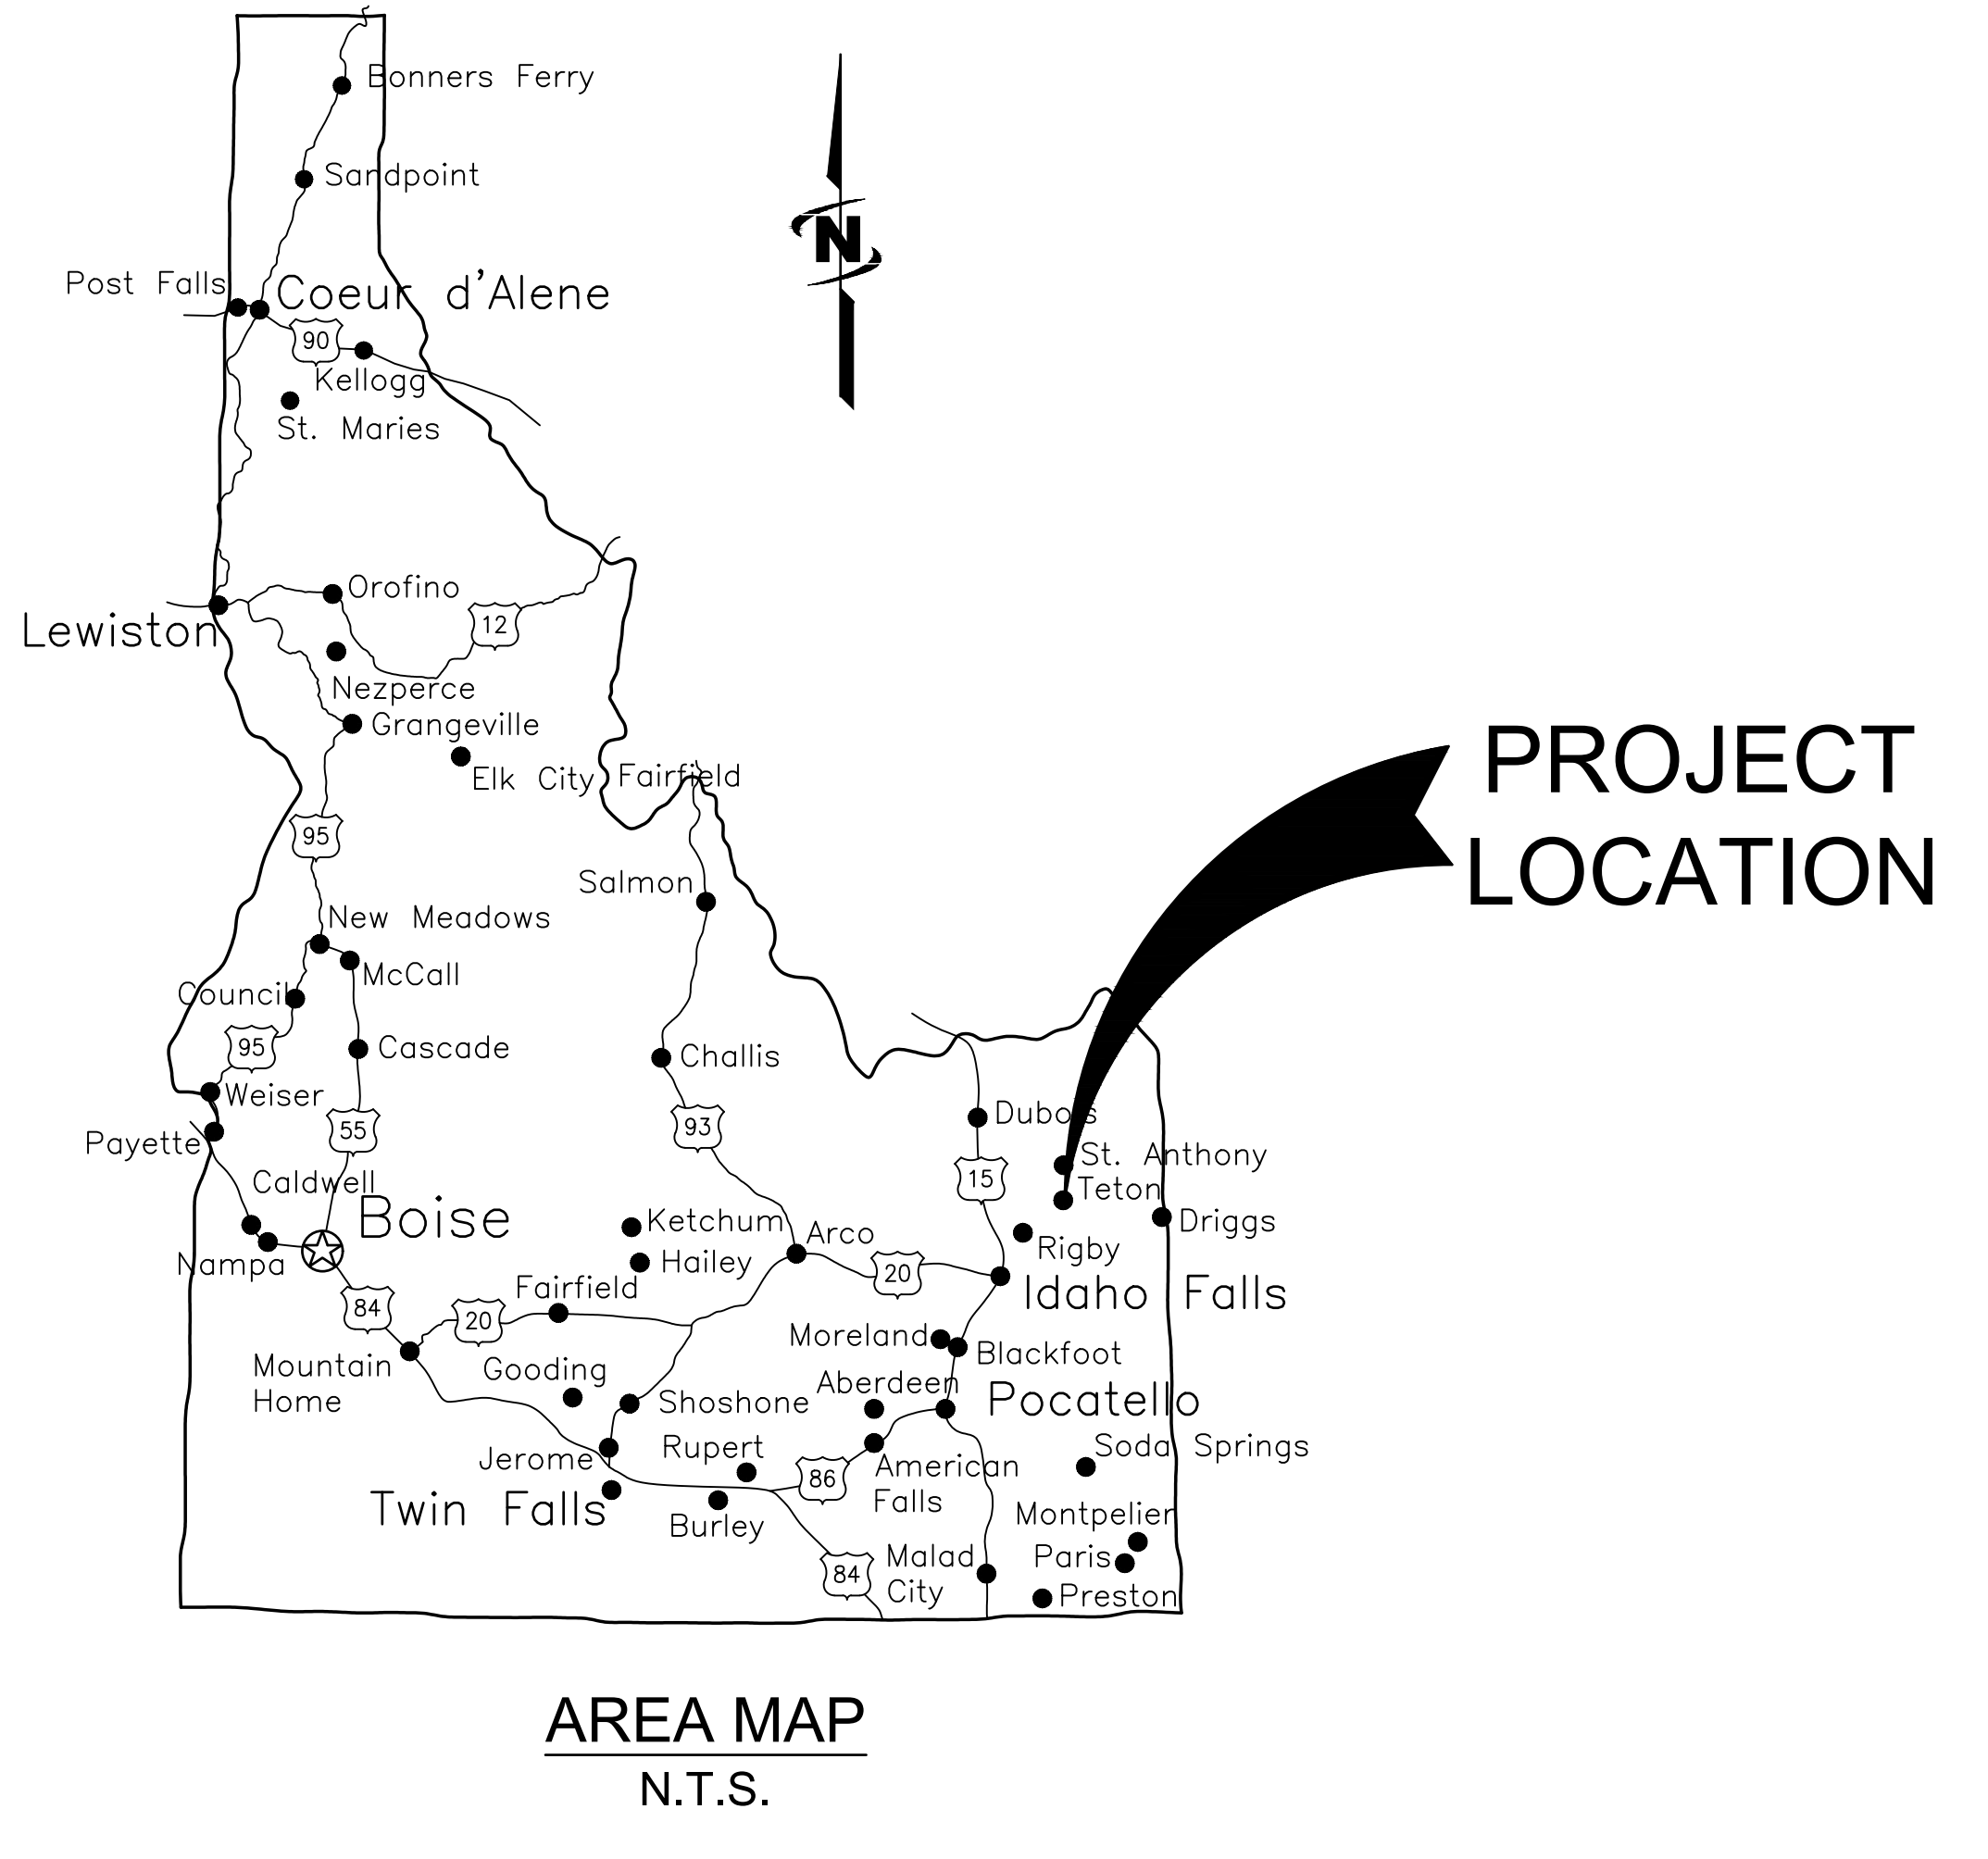 Bonners Ferry
Sandpoint
N
Post Falls
Coeur d'Alene
90
Kellogg
St. Maries
Orofino
12
Lewiston
Nezperce
Grangeville
Elk City
Fairfield
PROJECT
LOCATION
95
Salmon
New Meadows
McCall
Council
95
Cascade
Challis
Weiser
Payette
55
93
Dubois
St. Anthony
15
Teton
Caldwell
Boise
Ketchum
Arco
Driggs
Nampa
Hailey
Rigby
20
Idaho Falls
84
20
Fairfield
Moreland
Blackfoot
Mountain
Home
Gooding
Aberdeen
Pocatello
Shoshone
Jerome
Rupert
Soda Springs
86
American
Falls
Twin Falls
Burley
Montpelier
Malad
City
Paris
84
Preston
AREA MAP
N.T.S.